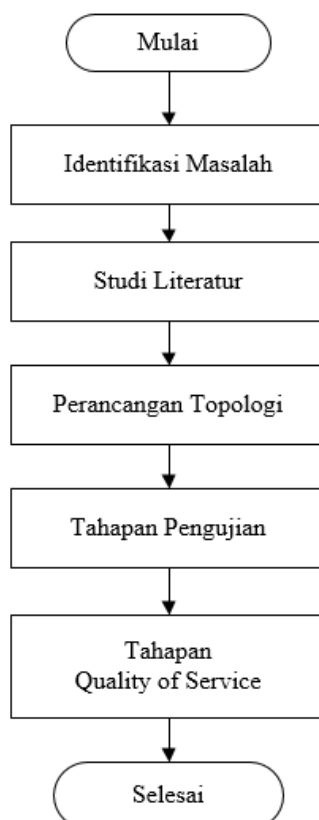 Mulai
Identifikasi Masalah
Studi Literatur
Perancangan Topologi
Tahapan Pengujian
Tahapan
Quality of Service
Selesai